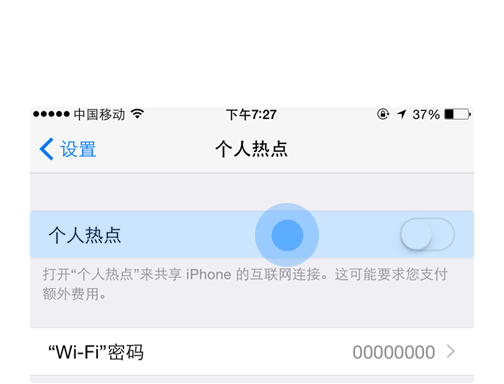 中国移动 下午7:27 37%
设置 个人热点
个人热点
打开“个人热点”来共享 iPhone 的互联网连接。这可能要求您支付
额外费用。
“Wi-Fi”密码 00000000